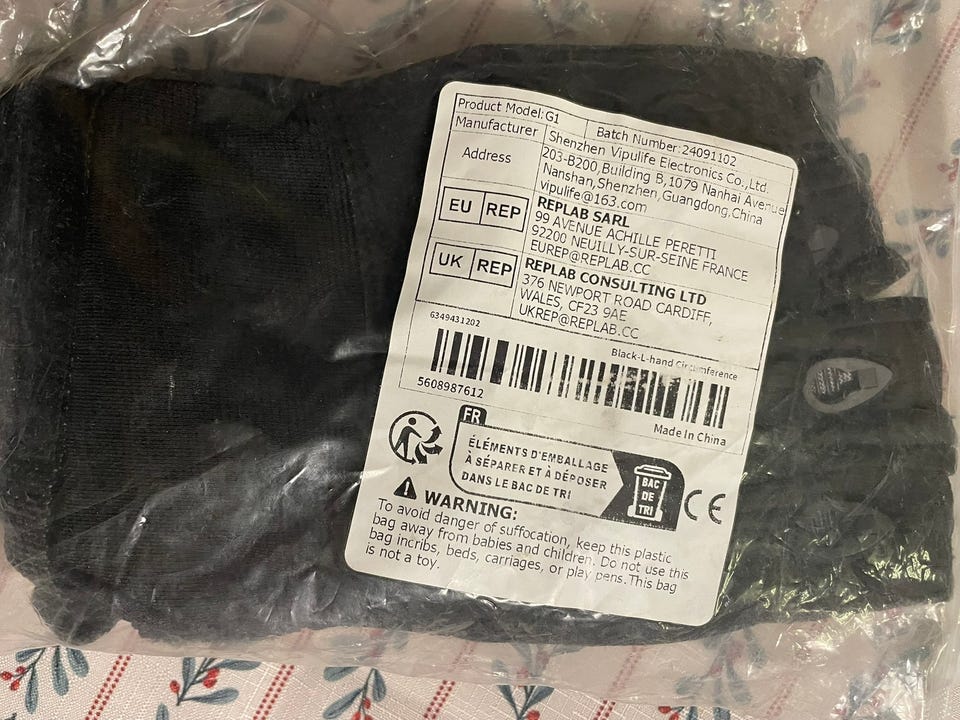 Product Model:G1
Batch Number:24091102
Manufacturer
Shenzhen Vipulife Electronics Co.,Ltd.
Address
203-B200,Building B,1079 Nanhai Avenue
Nanshan,Shenzhen,Guangdong,China
vipulife@163.com
EU REP
REPLAB SARL
99 AVENUE ACHILLE PERETTI
92200 NEUILLY-SUR-SEINE FRANCE
EUREP@REPLAB.CC
UK REP
REPLAB CONSULTING LTD
376 NEWPORT ROAD CARDIFF,
WALES, CF23 9AE
UKREP@REPLAB.CC
6349431202
Black-L-hand Circumference
5608987612
Made In China
FR
ÉLÉMENTS D'EMBALLAGE
À SÉPARER ET À DÉPOSER
DANS LE BAC DE TRI
BAC
DE
TRI
CE
WARNING:
To avoid danger of suffocation, keep this plastic
bag away from babies and children. Do not use this
bag incribs, beds, carriages, or play pens.This bag
is not a toy.